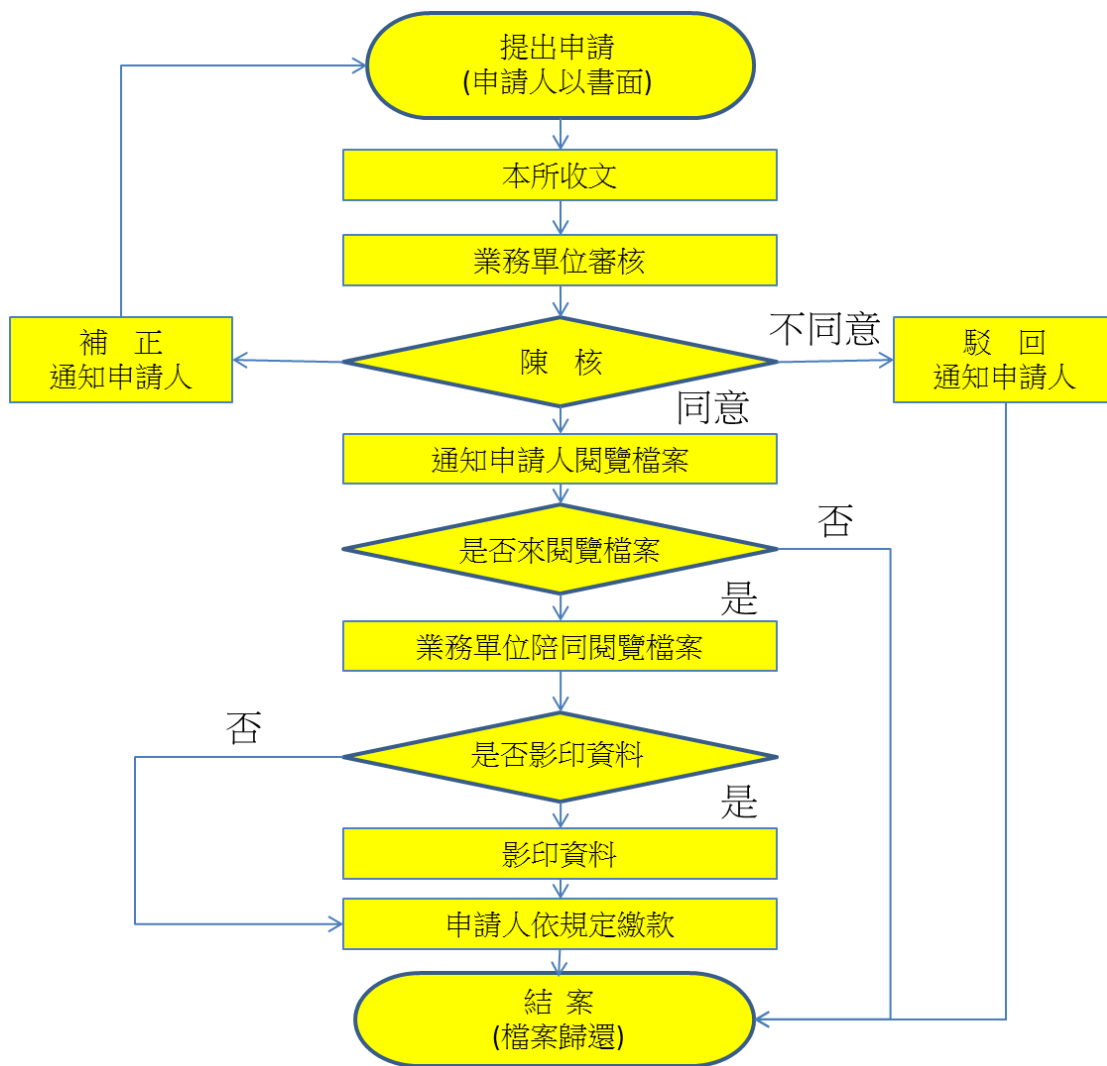 提出申請
(申請人以書面)
本所收文
業務單位審核
補　正
通知申請人
陳　核
不同意
駁　回
通知申請人
同意
通知申請人閱覽檔案
是否來閱覽檔案
否
是
業務單位陪同閱覽檔案
否
是否影印資料
是
影印資料
申請人依規定繳款
結 案
(檔案歸還)